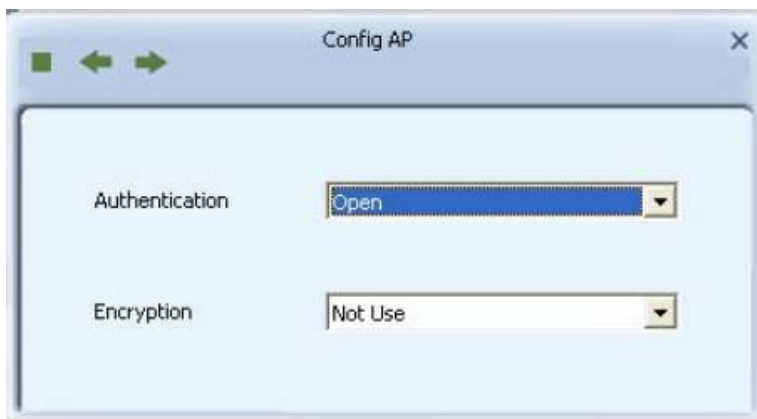 Config AP
Authentication
Open
Encryption
Not Use